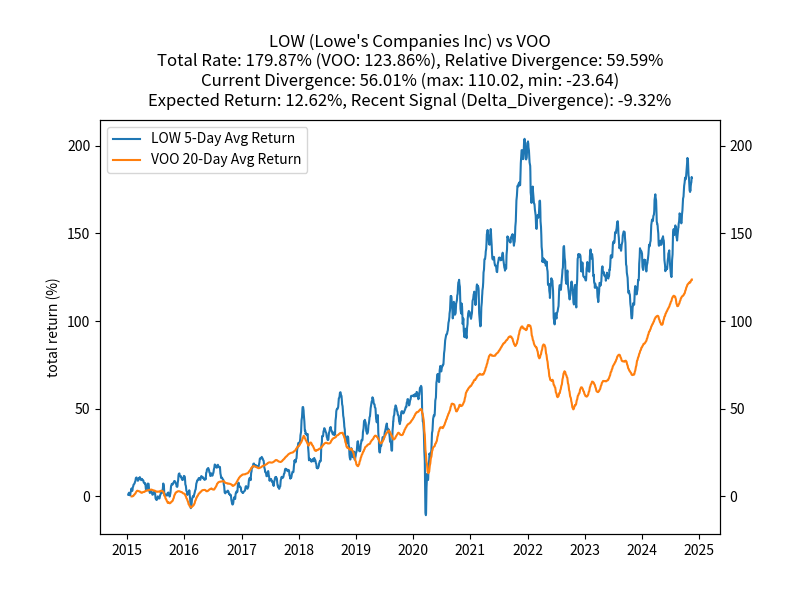 LOW (Lowe's Companies Inc) vs VOO
Total Rate: 179.87% (VOO: 123.86%), Relative Divergence: 59.59%
Current Divergence: 56.01% (max: 110.02, min: -23.64)
Expected Return: 12.62%, Recent Signal (Delta_Divergence): -9.32%
LOW 5-Day Avg Return
VOO 20-Day Avg Return
total return (%)
200
150
100
50
0
200
150
100
50
0
2015 2016 2017 2018 2019 2020 2021 2022 2023 2024 2025